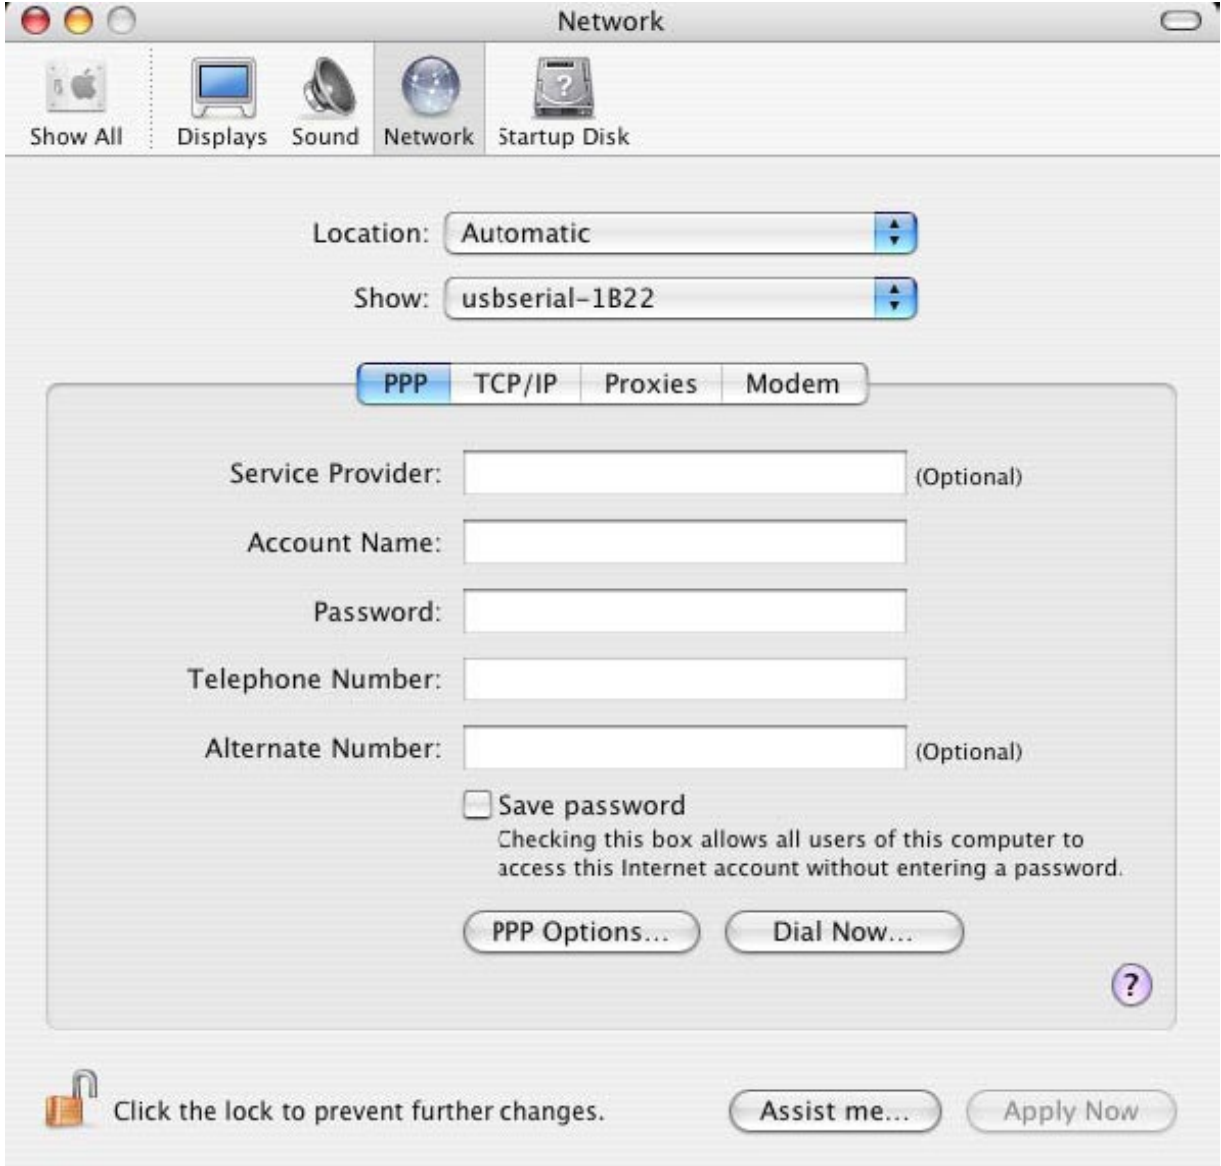 Network
Show All Displays Sound Network Startup Disk
Location: Automatic
Show: usbserial-1B22
PPP TCP/IP Proxies Modem
Service Provider: (Optional)
Account Name:
Password:
Telephone Number:
Alternate Number: (Optional)
Save password
Checking this box allows all users of this computer to
access this Internet account without entering a password.
PPP Options... Dial Now...
?
Click the lock to prevent further changes. Assist me... Apply Now